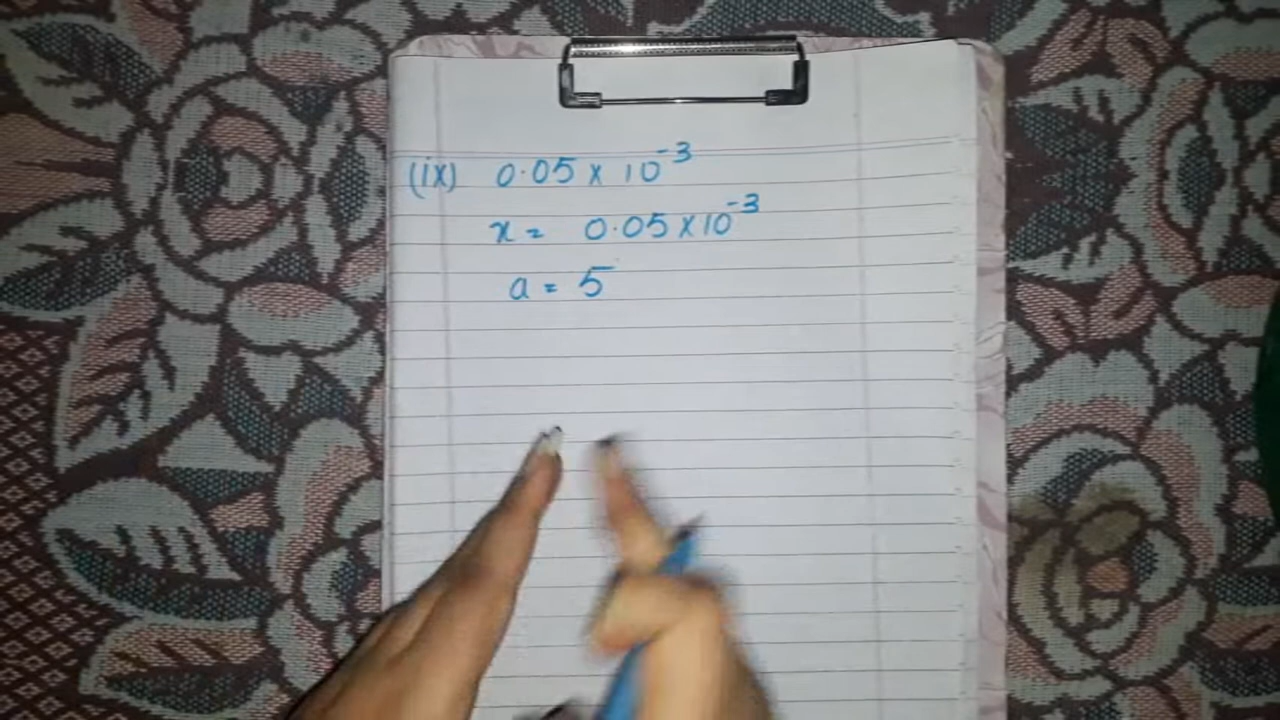 (ix) 0.05 x 10⁻³
x = 0.05 x 10⁻³
a = 5